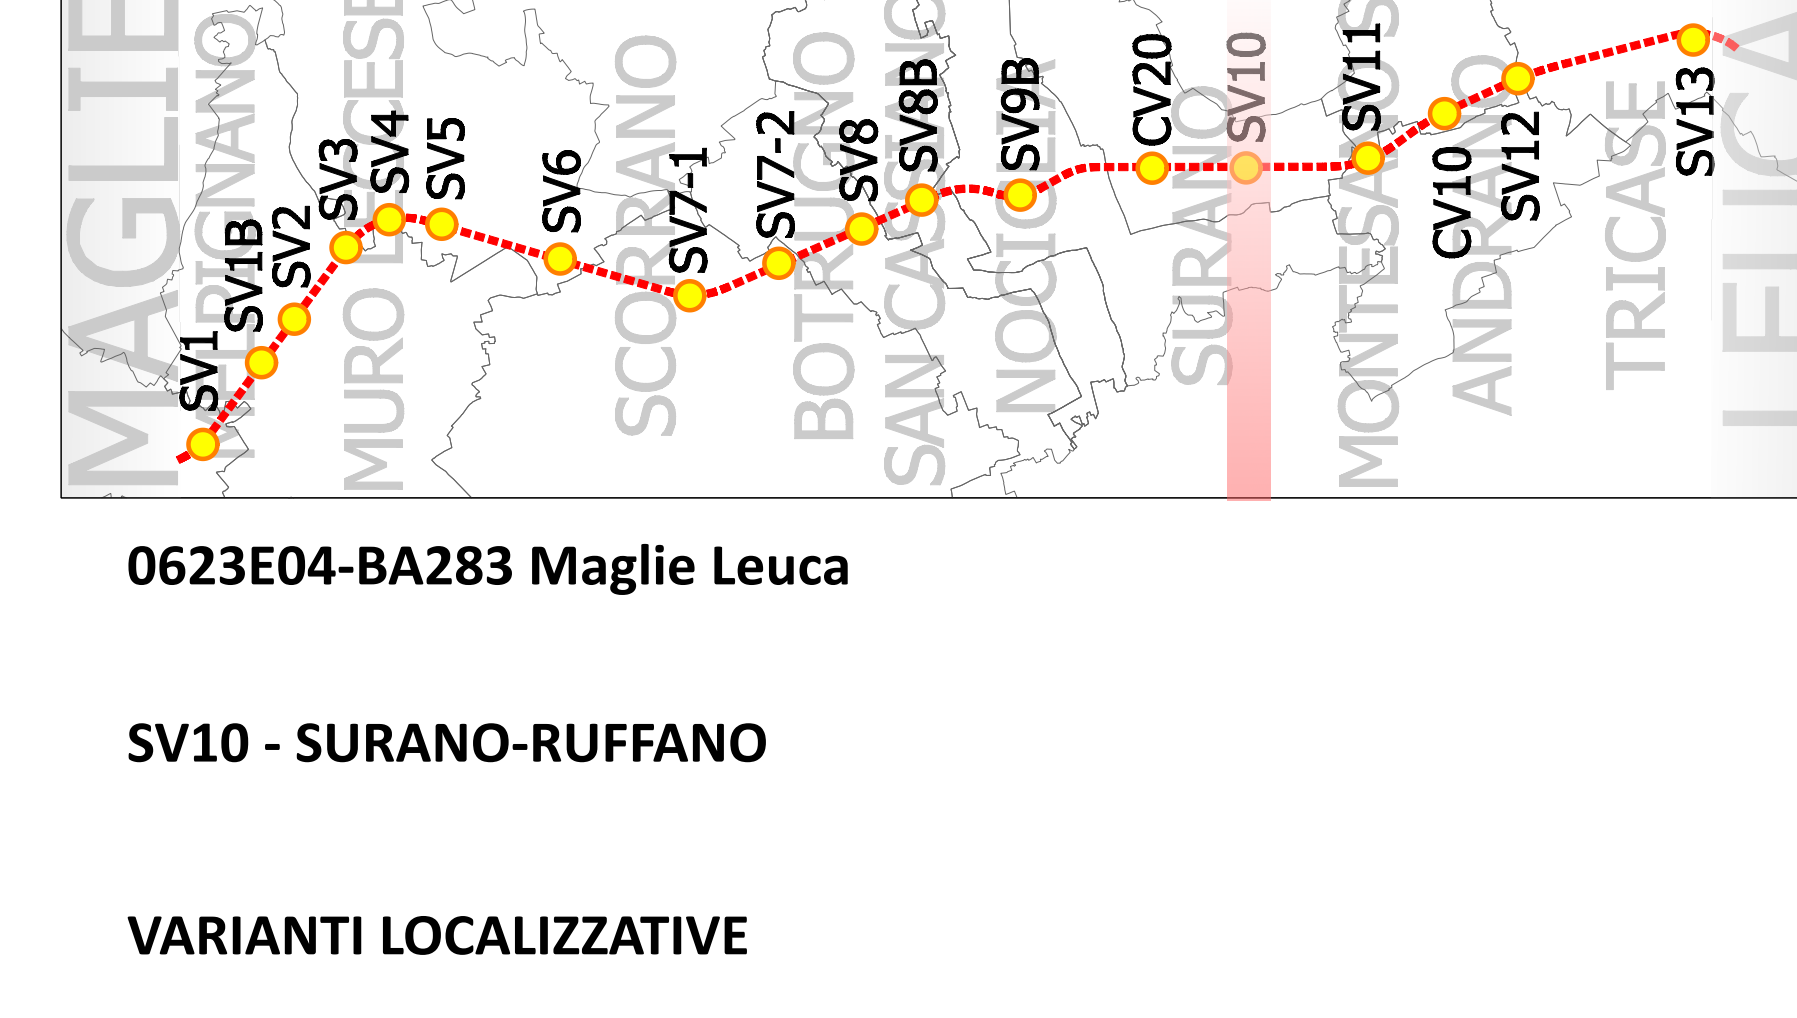 MAGLIE
MELPIGNANO
MURO LECCESE
SCORRANO
BOTRUGNO
SAN CASSIANO
NOCIGLIA
SURANO
MONTESANO S
ANDRANO
TRICASE
LEUCA
SV1
SV1B
SV2
SV3
SV4
SV5
SV6
SV7-1
SV7-2
SV8
SV8B
SV9B
CV20
SV10
SV11
CV10
SV12
SV13
0623E04-BA283 Maglie Leuca
SV10 - SURANO-RUFFANO
VARIANTI LOCALIZZATIVE